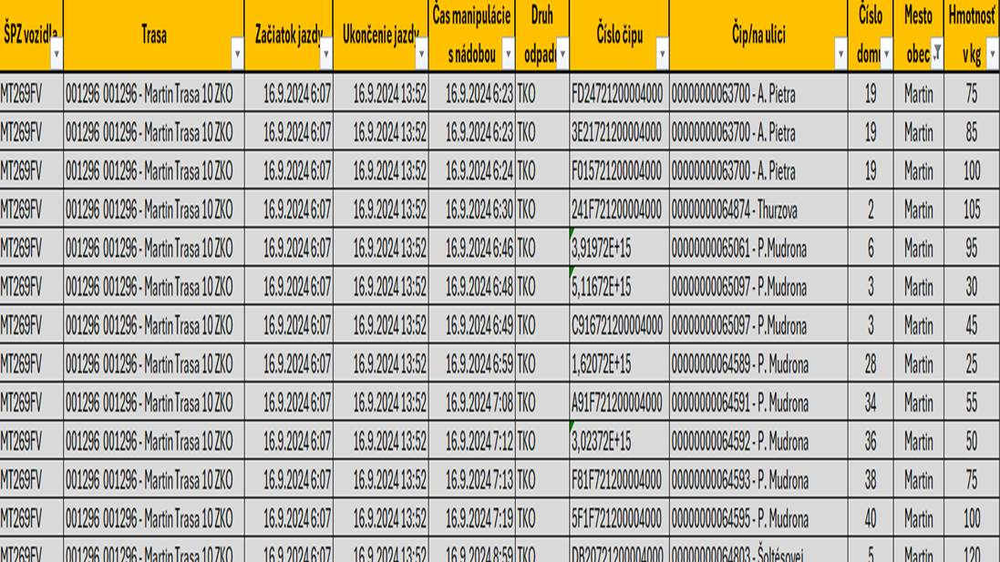 ŠPZ vozidla Trasa Začiatok jazdy Ukončenie jazdy Čas manipulácie s nádobou Druh odpadu Číslo čipu Čip/na ulici Číslo domu Mesto obec Hmotnosť v kg
MT269FV 001296 001296 - Martin Trasa 10 ZKO 16.9.2024 6:07 16.9.2024 13:52 16.9.2024 6:23 TKO FD24721200004000 00000000063700 - A. Pietra 19 Martin 75
MT269FV 001296 001296 - Martin Trasa 10 ZKO 16.9.2024 6:07 16.9.2024 13:52 16.9.2024 6:23 TKO 3E21721200004000 00000000063700 - A. Pietra 19 Martin 85
MT269FV 001296 001296 - Martin Trasa 10 ZKO 16.9.2024 6:07 16.9.2024 13:52 16.9.2024 6:24 TKO F015721200004000 00000000063700 - A. Pietra 19 Martin 100
MT269FV 001296 001296 - Martin Trasa 10 ZKO 16.9.2024 6:07 16.9.2024 13:52 16.9.2024 6:30 TKO 241F721200004000 00000000064874 - Thurzova 2 Martin 105
MT269FV 001296 001296 - Martin Trasa 10 ZKO 16.9.2024 6:07 16.9.2024 13:52 16.9.2024 6:46 TKO 3,91972E+15 00000000065061 - P.Mudrona 6 Martin 95
MT269FV 001296 001296 - Martin Trasa 10 ZKO 16.9.2024 6:07 16.9.2024 13:52 16.9.2024 6:48 TKO 5,11672E+15 00000000065097 - P.Mudrona 3 Martin 30
MT269FV 001296 001296 - Martin Trasa 10 ZKO 16.9.2024 6:07 16.9.2024 13:52 16.9.2024 6:49 TKO C916721200004000 00000000065097 - P.Mudrona 3 Martin 45
MT269FV 001296 001296 - Martin Trasa 10 ZKO 16.9.2024 6:07 16.9.2024 13:52 16.9.2024 6:59 TKO 1,62072E+15 00000000064589 - P. Mudrona 28 Martin 25
MT269FV 001296 001296 - Martin Trasa 10 ZKO 16.9.2024 6:07 16.9.2024 13:52 16.9.2024 7:08 TKO A91F721200004000 00000000064591 - P. Mudrona 34 Martin 55
MT269FV 001296 001296 - Martin Trasa 10 ZKO 16.9.2024 6:07 16.9.2024 13:52 16.9.2024 7:12 TKO 3,02372E+15 00000000064592 - P. Mudrona 36 Martin 50
MT269FV 001296 001296 - Martin Trasa 10 ZKO 16.9.2024 6:07 16.9.2024 13:52 16.9.2024 7:13 TKO F81F721200004000 00000000064593 - P. Mudrona 38 Martin 75
MT269FV 001296 001296 - Martin Trasa 10 ZKO 16.9.2024 6:07 16.9.2024 13:52 16.9.2024 7:19 TKO 5F1F721200004000 00000000064595 - P. Mudrona 40 Martin 100
MT269FV 001296 001296 - Martin Trasa 10 ZKO 16.9.2024 6:07 16.9.2024 13:52 16.9.2024 8:59 TKO DB20721200004000 00000000064803 - Šoltésovej 5 Martin 120